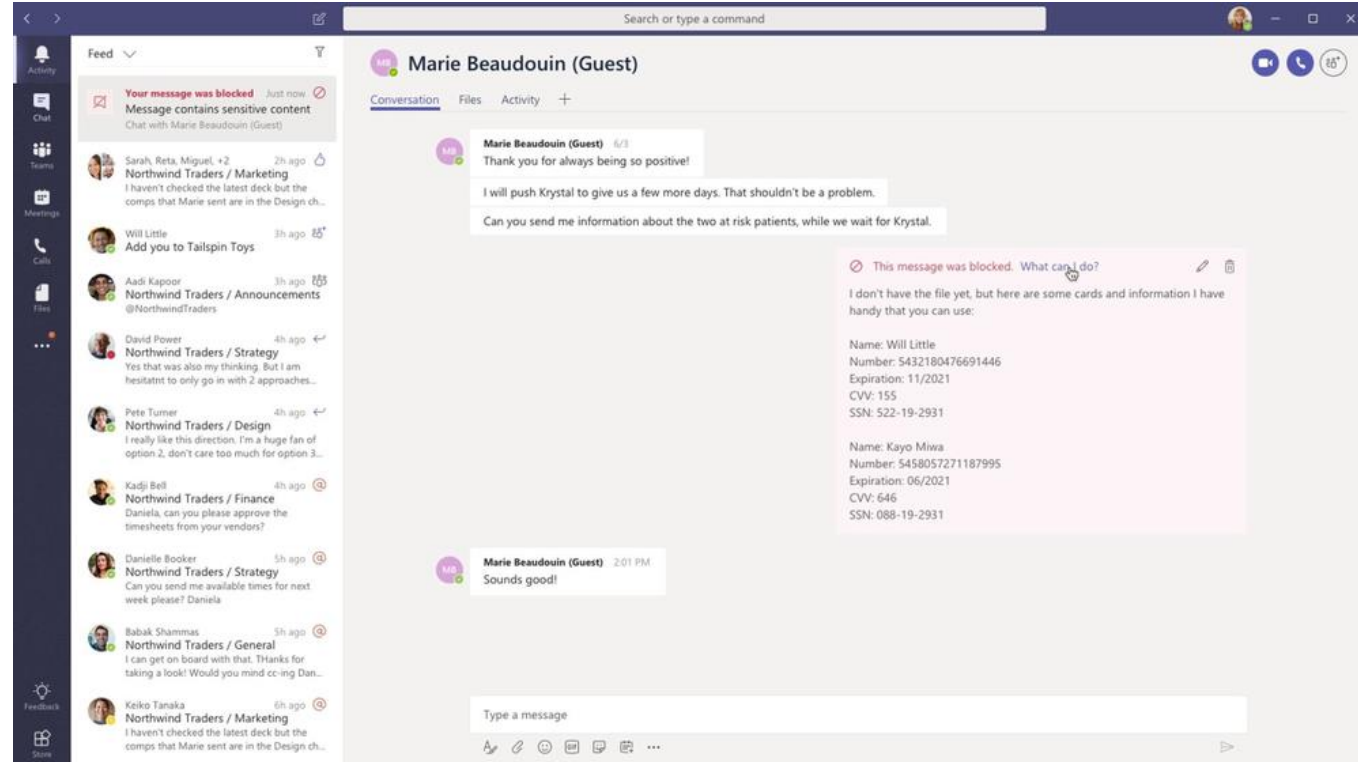 Search or type a command
Activity
Chat
Teams
Meetings
Calls
Files
Feedback
Store
Feed
Your message was blocked Just now
Message contains sensitive content
Chat with Marie Beaudouin (Guest)
Sarah, Reta, Miguel, +2 2h ago
Northwind Traders / Marketing
I haven't checked the latest deck but the
comps that Marie sent are in the Design ch...
Will Little 3h ago
Add you to Tailspin Toys
Aadi Kapoor 3h ago
Northwind Traders / Announcements
@NorthwindTraders
David Power 4h ago
Northwind Traders / Strategy
Yes that was also my thinking. But I am
hesitatnt to only go in with 2 approaches...
Pete Turner 4h ago
Northwind Traders / Design
I really like this direction. I'm a huge fan of
option 2, don't care too much for option 3...
Kadji Bell 4h ago
Northwind Traders / Finance
Daniela, can you please approve the
timesheets from your vendors?
Danielle Booker 5h ago
Northwind Traders / Strategy
Can you send me available times for next
week please? Daniela
Babak Shammas 5h ago
Northwind Traders / General
I can get on board with that. THanks for
taking a look! Would you mind cc-ing Dan...
Keiko Tanaka 6h ago
Northwind Traders / Marketing
I haven't checked the latest deck but the
comps that Marie sent are in the Design ch...
MB Marie Beaudouin (Guest)
Conversation Files Activity +
MB
Marie Beaudouin (Guest) 6/3
Thank you for always being so positive!
I will push Krystal to give us a few more days. That shouldn't be a problem.
Can you send me information about the two at risk patients, while we wait for Krystal.
This message was blocked. What can I do?
I don't have the file yet, but here are some cards and information I have
handy that you can use:
Name: Will Little
Number: 5432180476691446
Expiration: 11/2021
CVV: 155
SSN: 522-19-2931
Name: Kayo Miwa
Number: 5458057271187995
Expiration: 06/2021
CVV: 646
SSN: 088-19-2931
MB
Marie Beaudouin (Guest) 2:01 PM
Sounds good!
Type a message
GIF